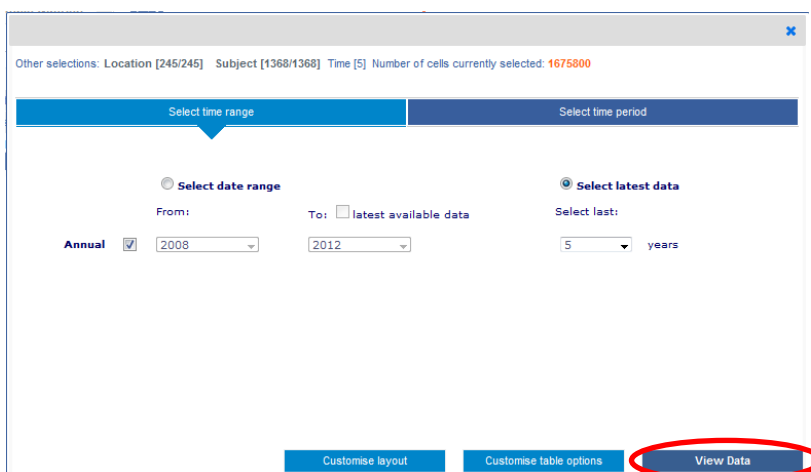 Other selections: Location [245/245] Subject [1368/1368] Time [5] Number of cells currently selected: 1675800
Select time range Select time period
Select date range Select latest data
From: To: latest available data Select last:
Annual 2008 2012 5 years
Customise layout Customise table options View Data